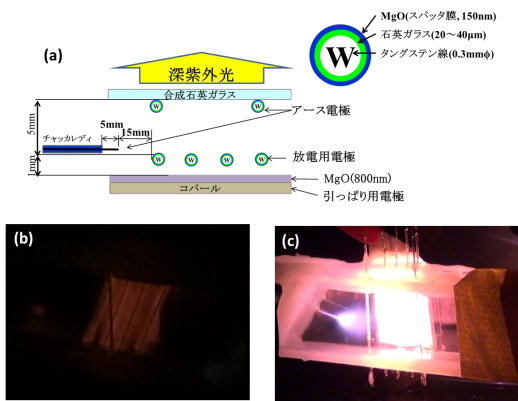 (a)
MgO(スパッタ膜, 150nm)
石英ガラス(20～40μm)
タングステン線(0.3mmϕ)
W
深紫外光
合成石英ガラス
W
W
アース電極
5mm
5mm
15mm
チャッカレディ
1mm
W
W
W
W
放電用電極
MgO(800nm)
コバール
引っぱり用電極
(b)
(c)